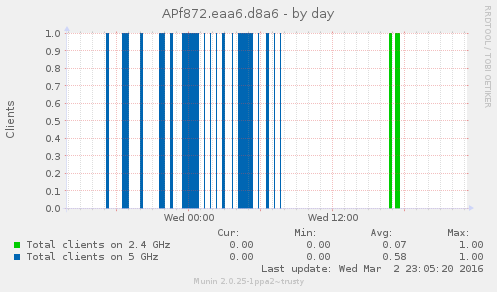 APf872.eaa6.d8a6 - by day
RRDTOOL / TOBI OETIKER
Clients
1.0
0.9
0.8
0.7
0.6
0.5
0.4
0.3
0.2
0.1
0.0
Wed 00:00 Wed 12:00
Cur: Min: Avg: Max:
Total clients on 2.4 GHz 0.00 0.00 0.07 1.00
Total clients on 5 GHz 0.00 0.00 0.58 1.00
Last update: Wed Mar 2 23:05:20 2016
Munin 2.0.25-1ppa2~trusty